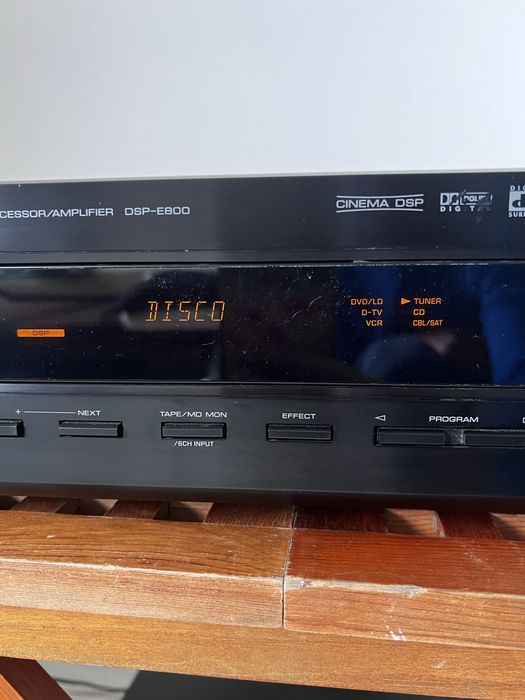 CESSOR/AMPLIFIER DSP-E800
CINEMA DSP
DOLBY
DIGITAL
DISCO
DSP
DVD/LD TUNER
D-TV CD
VCR CBL/SAT
+ NEXT
TAPE/MD MON
/6CH INPUT
EFFECT
PROGRAM